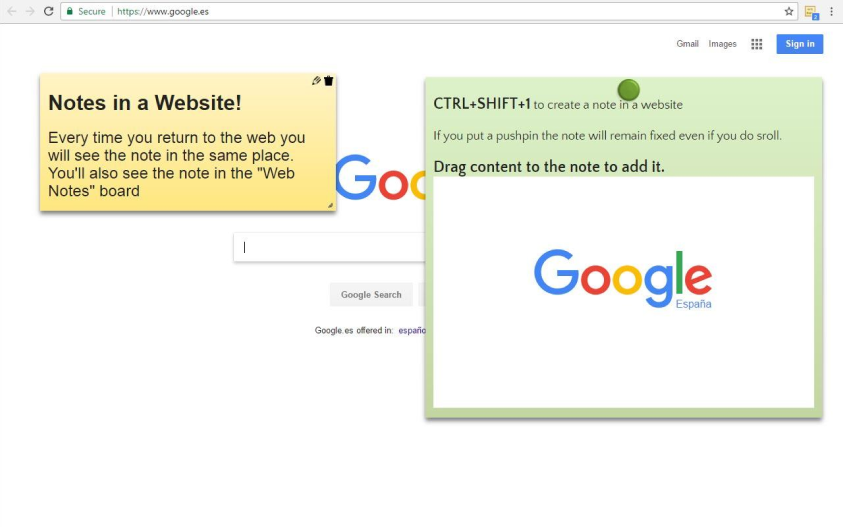 Secure
https://www.google.es
Gmail Images
Sign in
Notes in a Website!
Every time you return to the web you
will see the note in the same place.
You'll also see the note in the "Web
Notes" board
CTRL+SHIFT+1 to create a note in a website
If you put a pushpin the note will remain fixed even if you do sroll.
Drag content to the note to add it.
Google
España
Goo
Google Search
Google.es offered in: españo
2